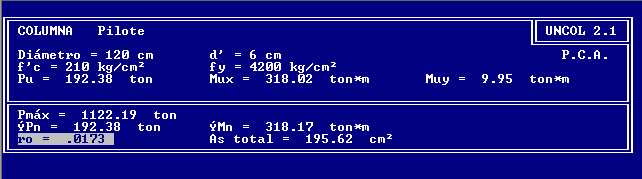 COLUMNA Pilote UNCOL 2.1
Diámetro = 120 cm d' = 6 cm P.C.A.
f'c = 210 kg/cm² fy = 4200 kg/cm²
Pu = 192.38 ton Mux = 318.02 ton*m Muy = 9.95 ton*m
Pmáx = 1122.19 ton
ÝPn = 192.38 ton ÝMn = 318.17 ton*m
ro = .0173 As total = 195.62 cm²